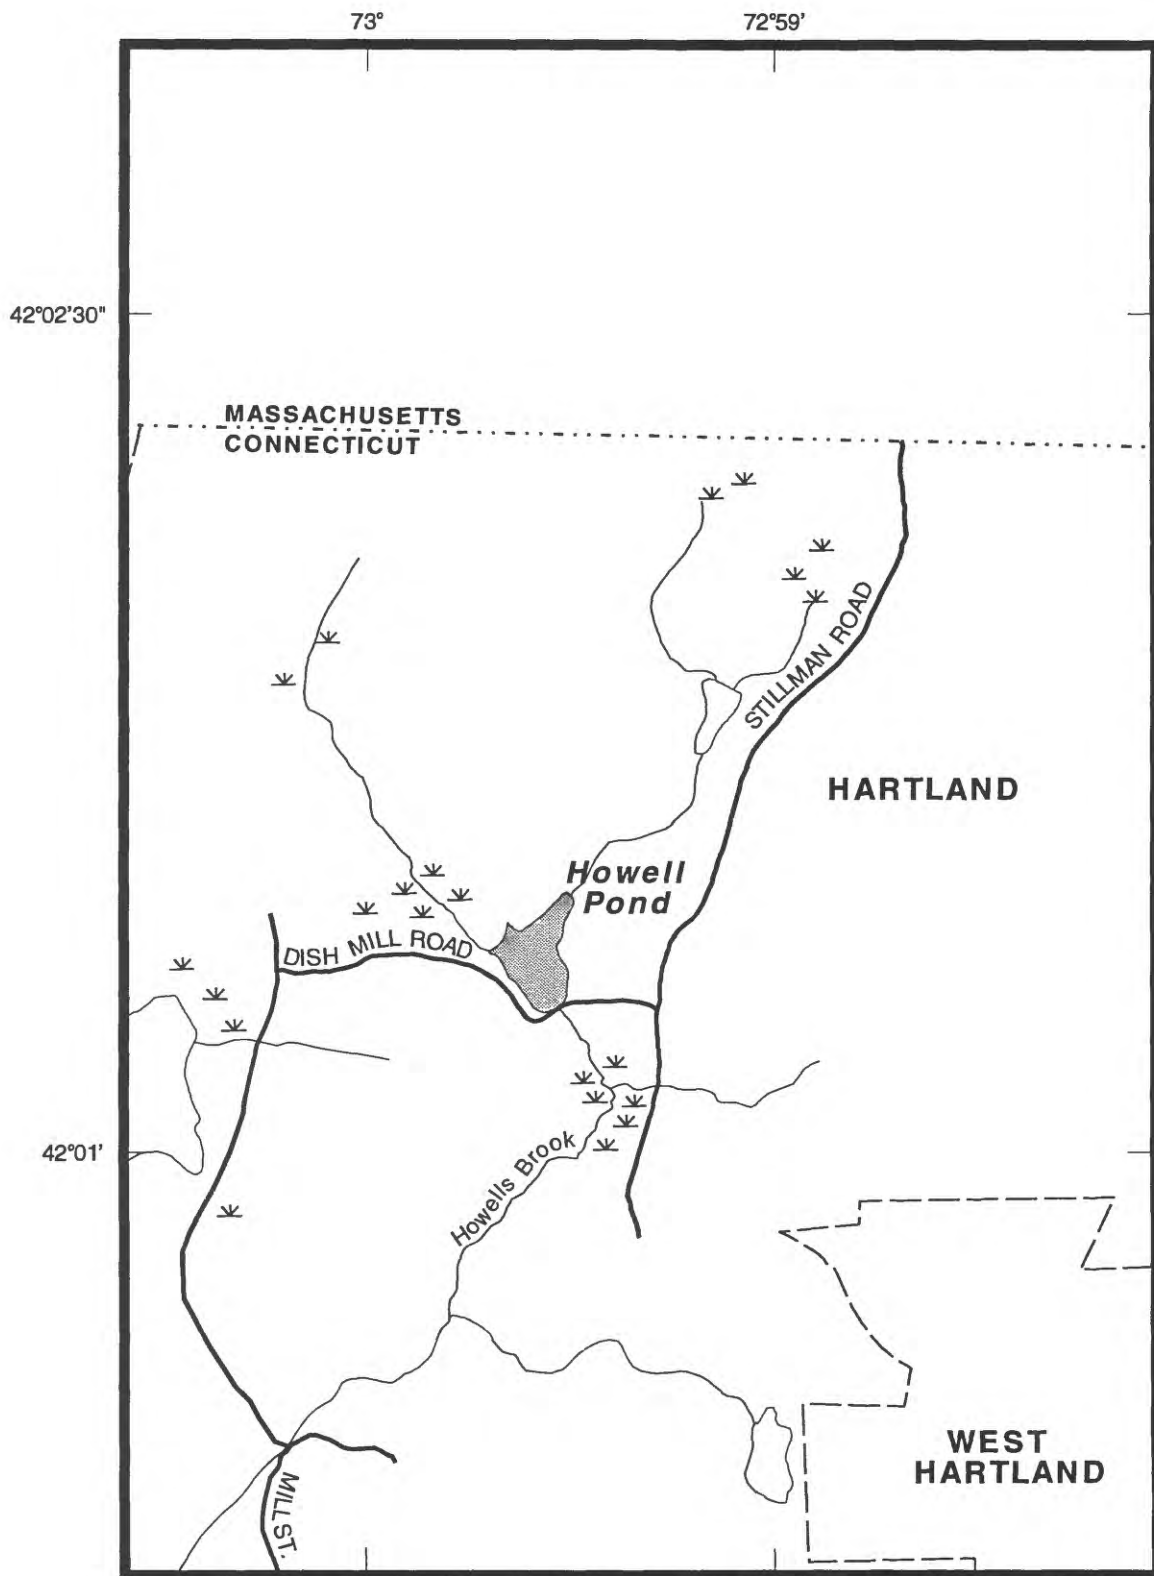 73°
72°59'
42°02'30"
MASSACHUSETTS
CONNECTICUT
STILLMAN ROAD
HARTLAND
Howell
Pond
DISH MILL ROAD
42°01'
Howells Brook
WEST
HARTLAND
MILL ST.